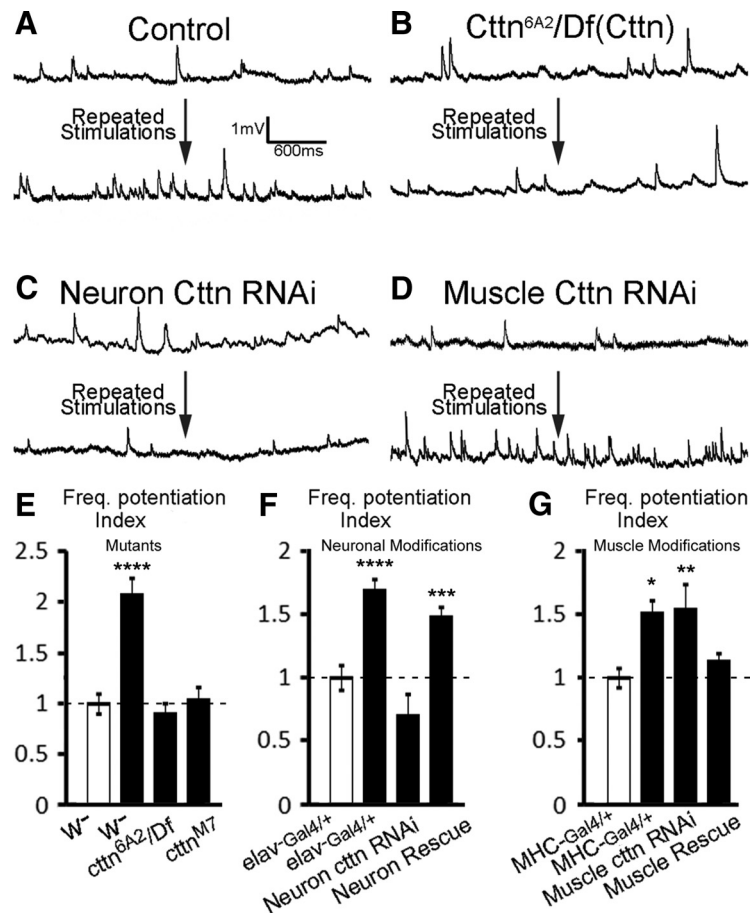 A
Control
Repeated
Stimulations
1mV
600ms
B
Cttn6A2/Df(Cttn)
Repeated
Stimulations
C
Neuron Cttn RNAi
Repeated
Stimulations
D
Muscle Cttn RNAi
Repeated
Stimulations
E
Freq. potentiation
Index
Mutants
****
2.5
2
1.5
1
0.5
0
W-
W-
cttn6A2/Df
cttnM7
F
Freq. potentiation
Index
Neuronal Modifications
****
***
2
1.5
1
0.5
0
elav-Gal4/+
elav-Gal4/+
Neuron cttn RNAi
Neuron Rescue
G
Freq. potentiation
Index
Muscle Modifications
*
**
2
1.5
1
0.5
0
MHC-Gal4/+
MHC-Gal4/+
Muscle cttn RNAi
Muscle Rescue